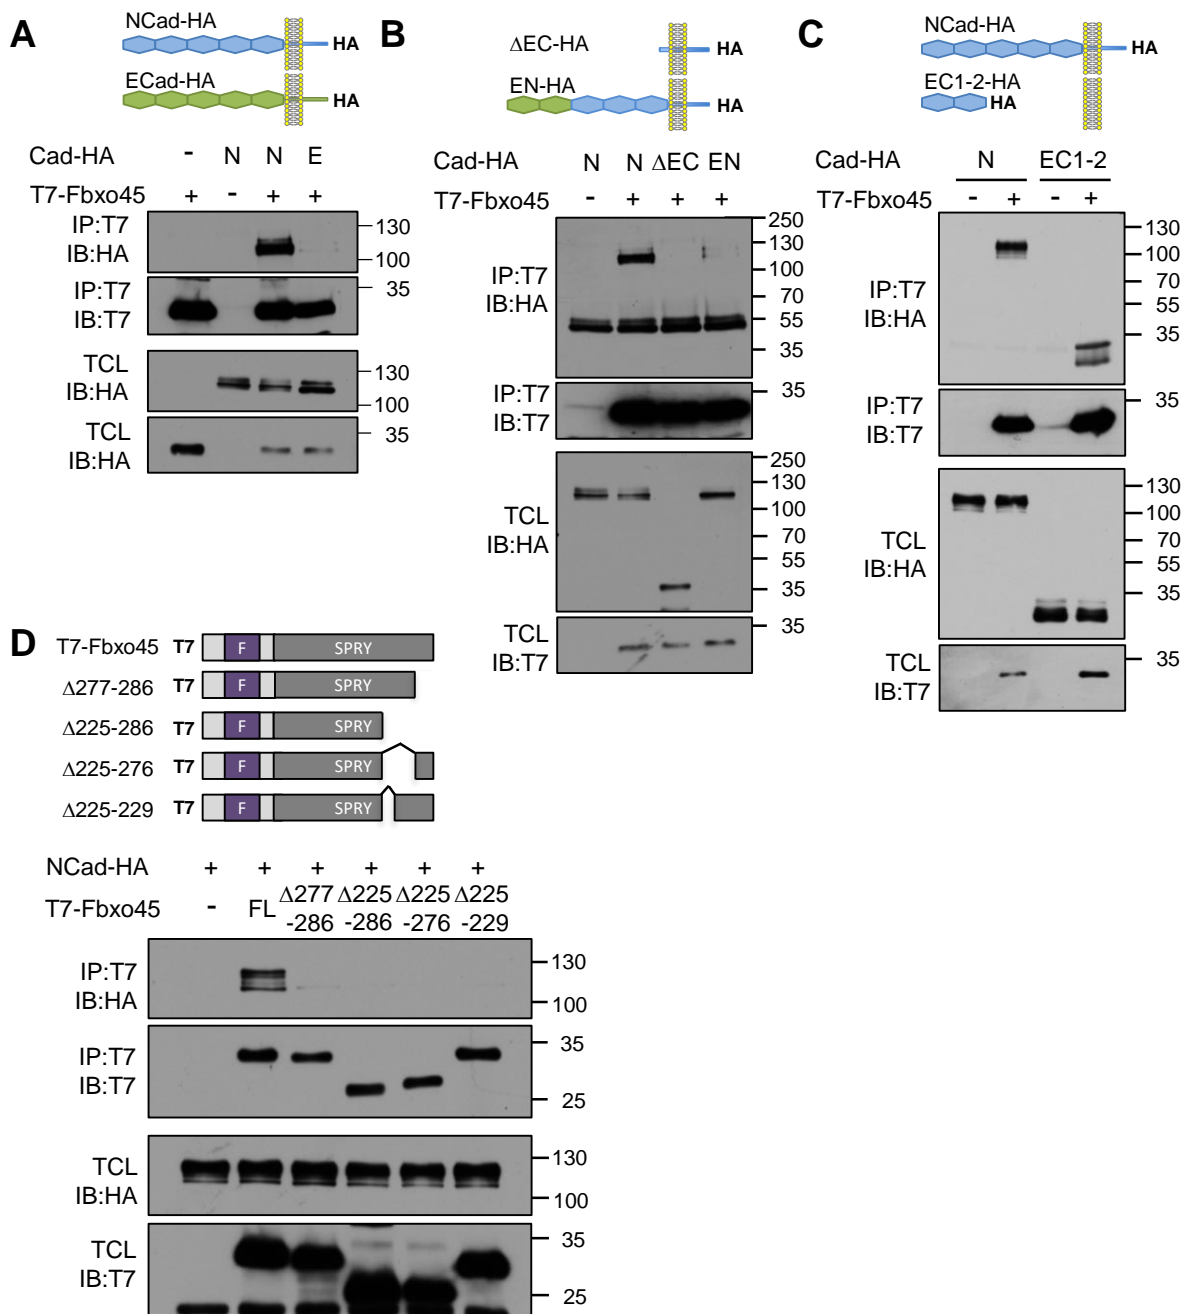 A
NCad-HA
HA
ECad-HA
HA
Cad-HA - N N E
T7-Fbxo45 + - + +
IP:T7
IB:HA
130
100
IP:T7
IB:T7
35
TCL
IB:HA
130
100
TCL
IB:HA
35
B
ΔEC-HA
HA
EN-HA
HA
Cad-HA N N ΔEC EN
T7-Fbxo45 - + + +
IP:T7
IB:HA
250
130
100
70
55
35
IP:T7
IB:T7
35
TCL
IB:HA
250
130
100
70
55
35
TCL
IB:T7
35
C
NCad-HA
HA
EC1-2-HA
HA
Cad-HA N EC1-2
T7-Fbxo45 - + - +
IP:T7
IB:HA
130
100
70
55
35
IP:T7
IB:T7
35
TCL
IB:HA
130
100
70
55
35
TCL
IB:T7
35
D
T7-Fbxo45 T7 F SPRY
Δ277-286 T7 F SPRY
Δ225-286 T7 F SPRY
Δ225-276 T7 F SPRY
Δ225-229 T7 F SPRY
NCad-HA + + + + + +
T7-Fbxo45 - FL Δ277 Δ225 Δ225 Δ225
-286 -286 -276 -229
IP:T7
IB:HA
130
100
IP:T7
IB:T7
35
25
TCL
IB:HA
130
100
TCL
IB:T7
35
25